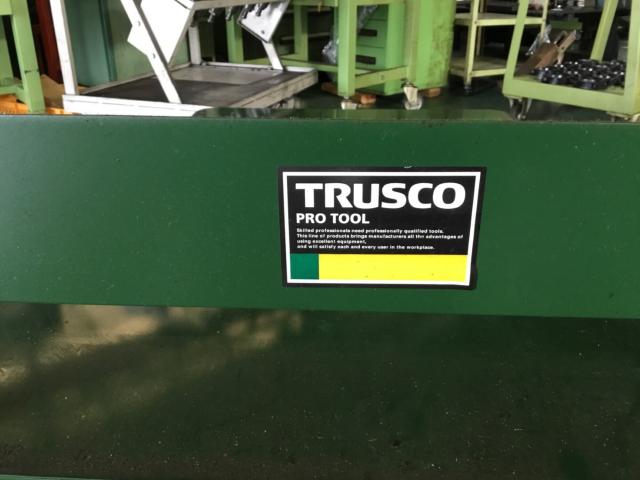 TRUSCO
PRO TOOL
Skilled professionals need professionally qualified tools.
This line of products brings manufacturers all the advantages of
using excellent equipment,
and will satisfy each and every user in the workplace.